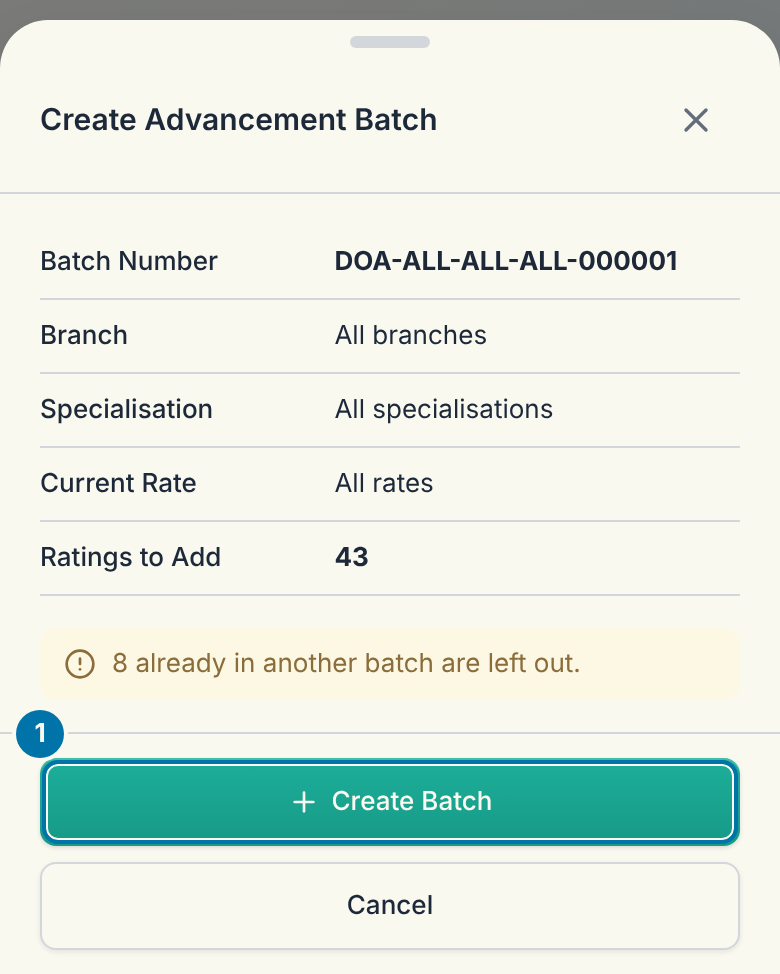 Create Advancement Batch
Batch Number DOA-ALL-ALL-ALL-000001
Branch All branches
Specialisation All specialisations
Current Rate All rates
Ratings to Add 43
8 already in another batch are left out.
1
Create Batch
Cancel